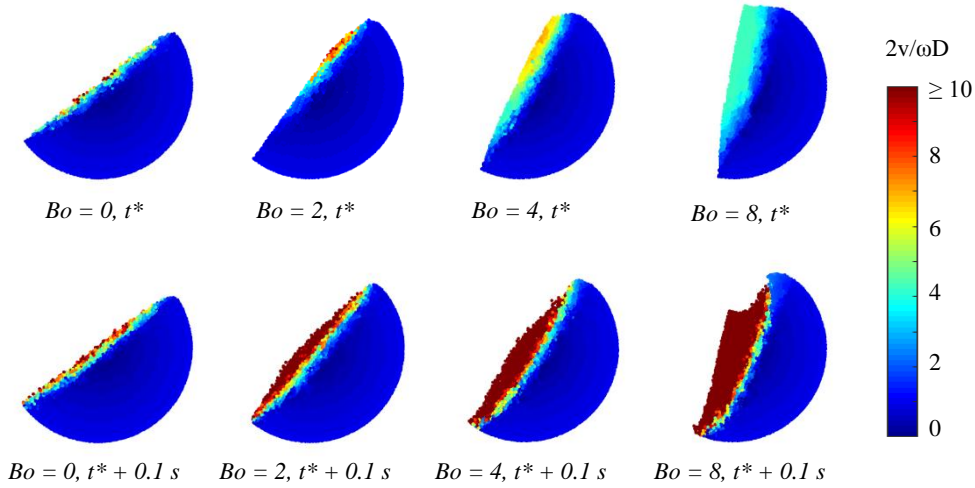 2v/ωD
≥ 10
8
6
4
2
0
Bo = 0, t*
Bo = 2, t*
Bo = 4, t*
Bo = 8, t*
Bo = 0, t* + 0.1 s
Bo = 2, t* + 0.1 s
Bo = 4, t* + 0.1 s
Bo = 8, t* + 0.1 s